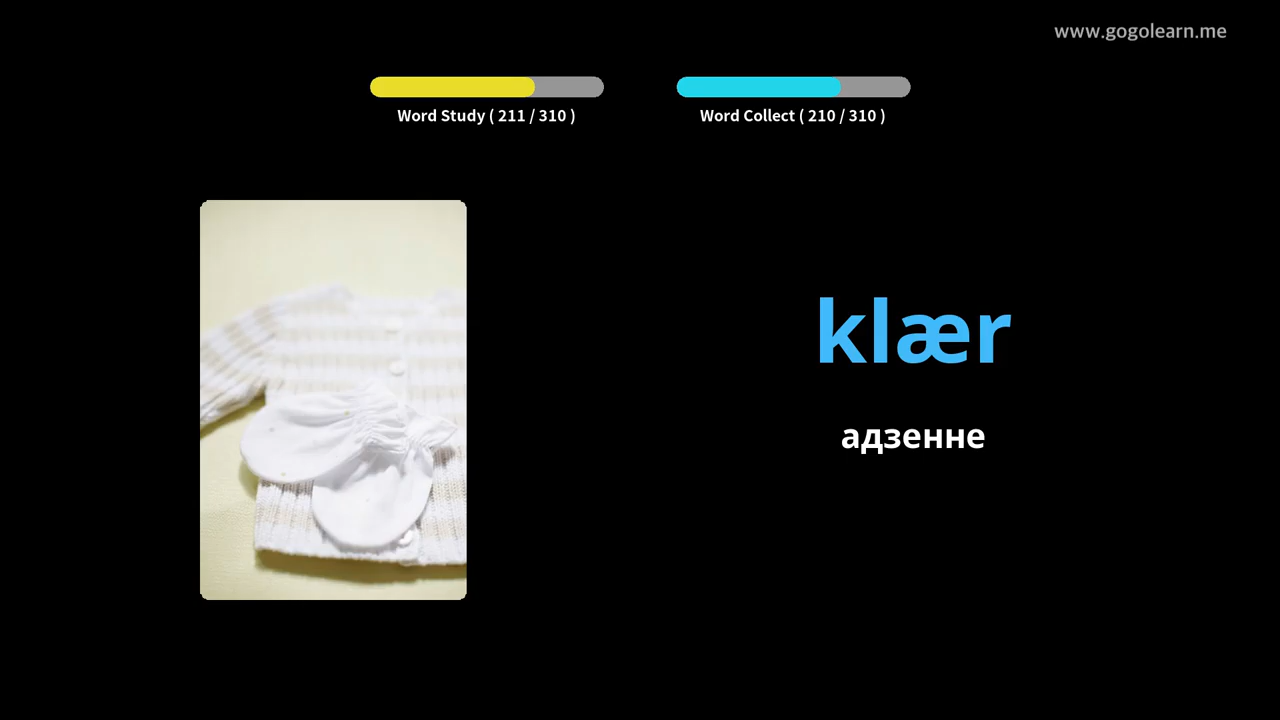 www.gogolearn.me
Word Study ( 211 / 310 )
Word Collect ( 210 / 310 )
klær
адзенне